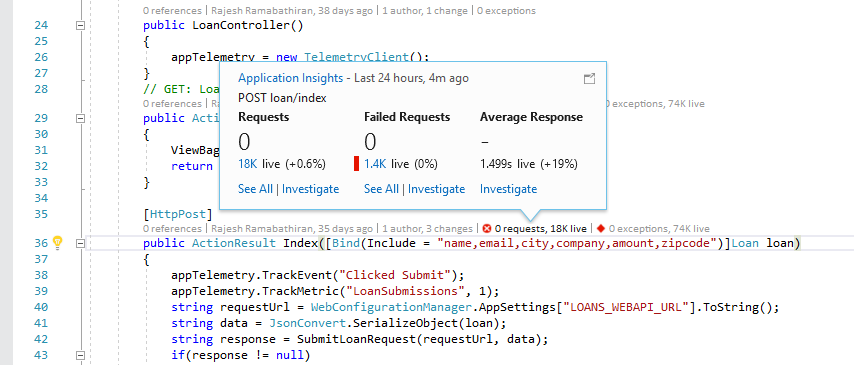 0 references | Rajesh Ramabathiran, 38 days ago | 1 author, 1 change | 0 exceptions
24 public LoanController()
25 {
26 appTelemetry = new TelemetryClient();
27 }
28 // GET: Loa
0 references | Ra
0 exceptions, 74K live
29 public Acti
30 {
31 ViewBag
32 return
33 }
34
35 [HttpPost]
Application Insights - Last 24 hours, 4m ago
POST loan/index
Requests Failed Requests Average Response
0 0 -
18K live (+0.6%) 1.4K live (0%) 1.499s live (+19%)
See All | Investigate See All | Investigate Investigate
0 references | Rajesh Ramabathiran, 35 days ago | 1 author, 3 changes | 0 requests, 18K live | 0 exceptions, 74K live
36 public ActionResult Index([Bind(Include = "name,email,city,company,amount,zipcode")]Loan loan)
37 {
38 appTelemetry.TrackEvent("Clicked Submit");
39 appTelemetry.TrackMetric("LoanSubmissions", 1);
40 string requestUrl = WebConfigurationManager.AppSettings["LOANS_WEBAPI_URL"].ToString();
41 string data = JsonConvert.SerializeObject(loan);
42 string response = SubmitLoanRequest(requestUrl, data);
43 if(response != null)